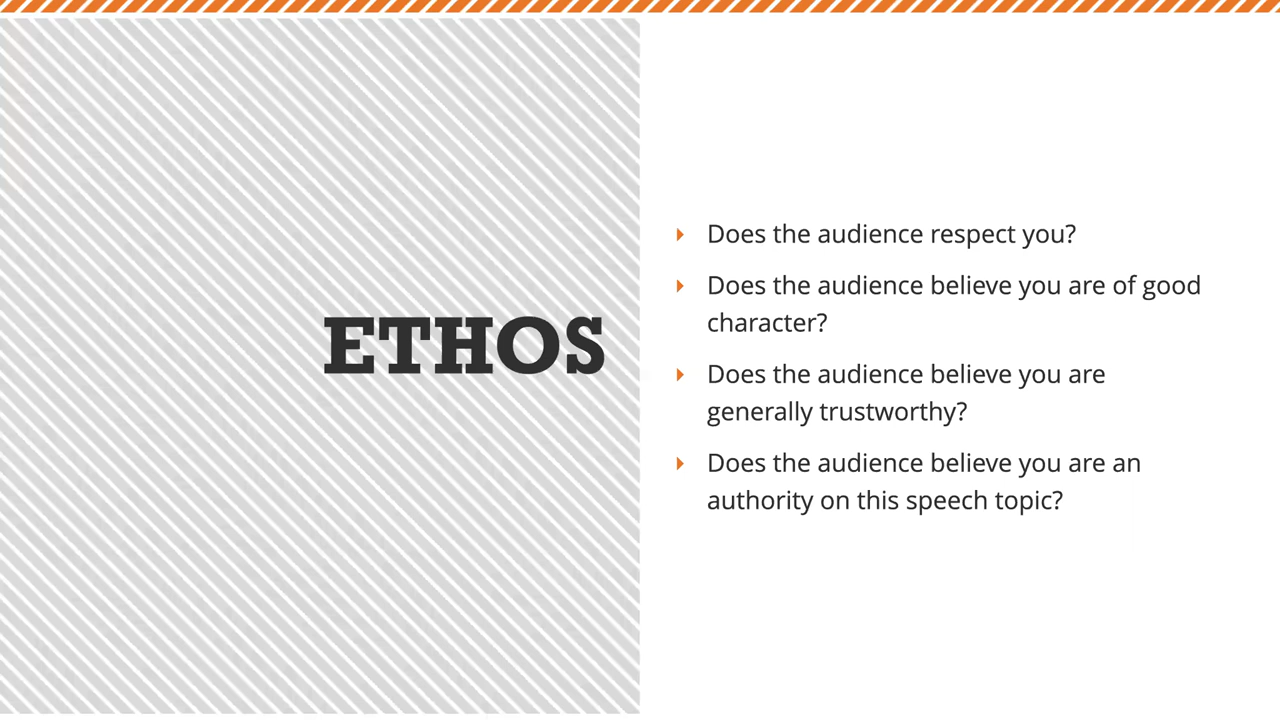 ETHOS
Does the audience respect you?
Does the audience believe you are of good
character?
Does the audience believe you are
generally trustworthy?
Does the audience believe you are an
authority on this speech topic?